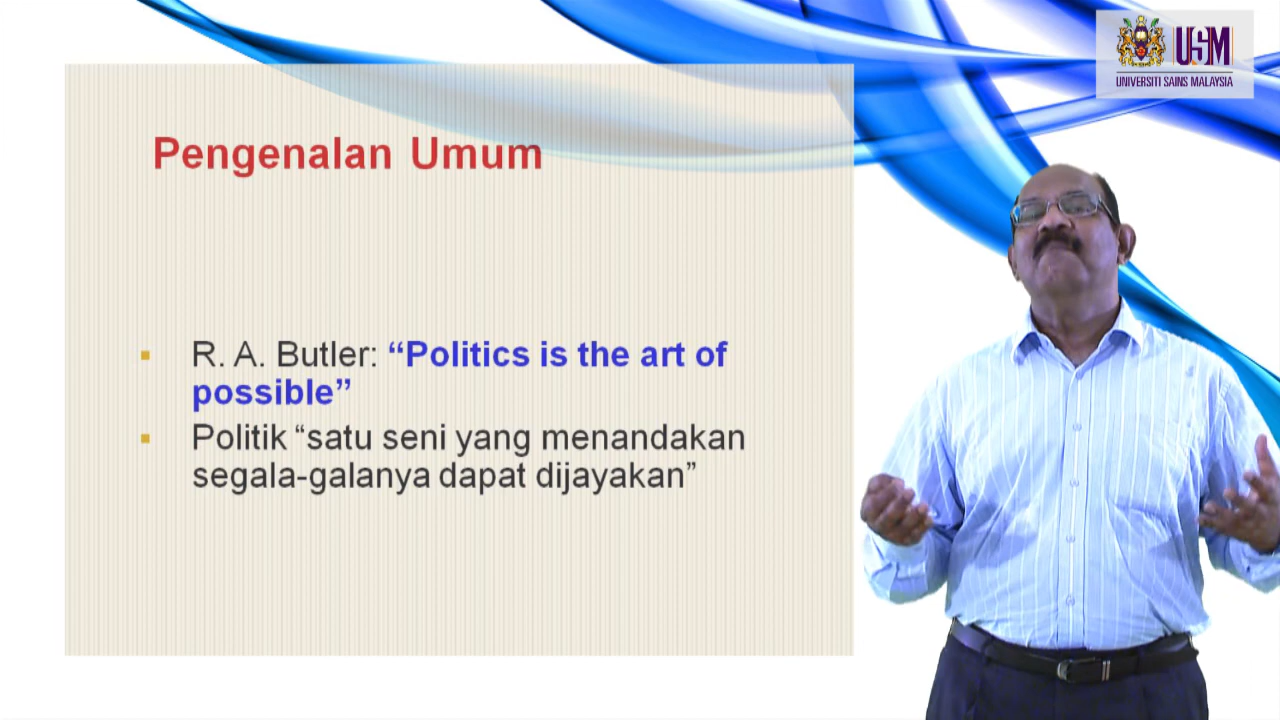 USM
UNIVERSITI SAINS MALAYSIA
Pengenalan Umum
R. A. Butler: “Politics is the art of
possible”
Politik “satu seni yang menandakan
segala-galanya dapat dijayakan”